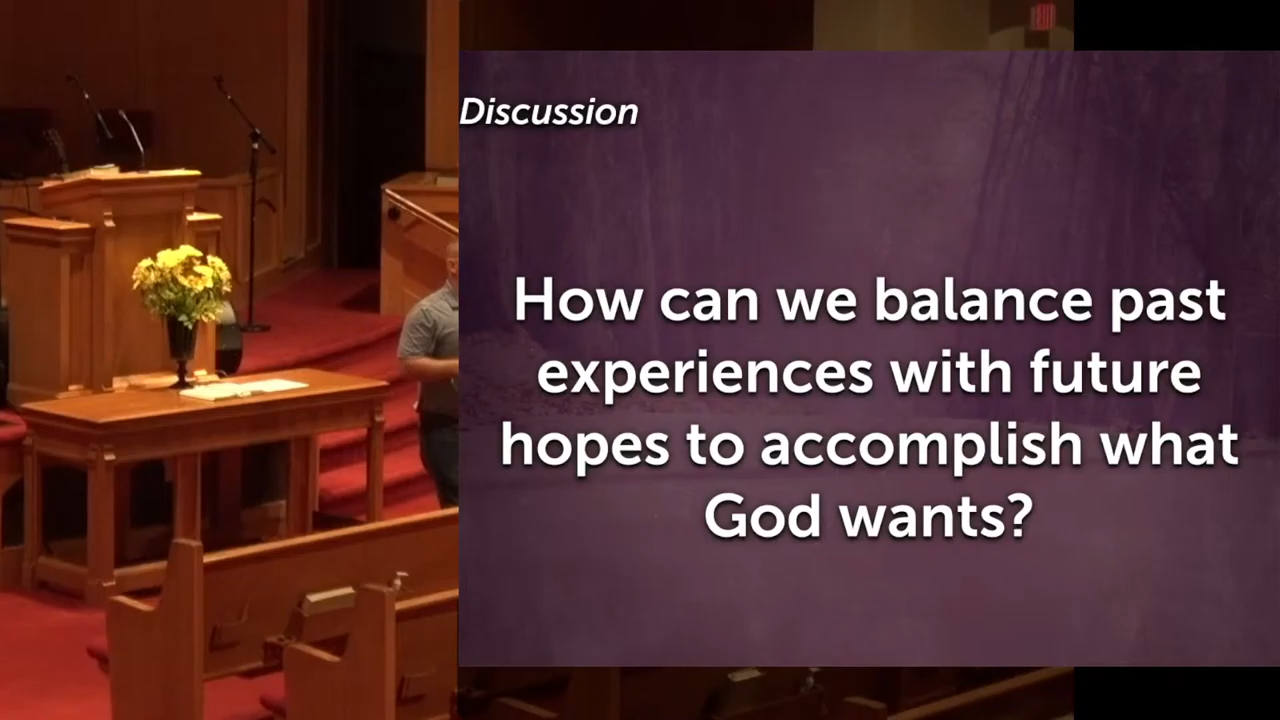 Discussion
How can we balance past
experiences with future
hopes to accomplish what
God wants?